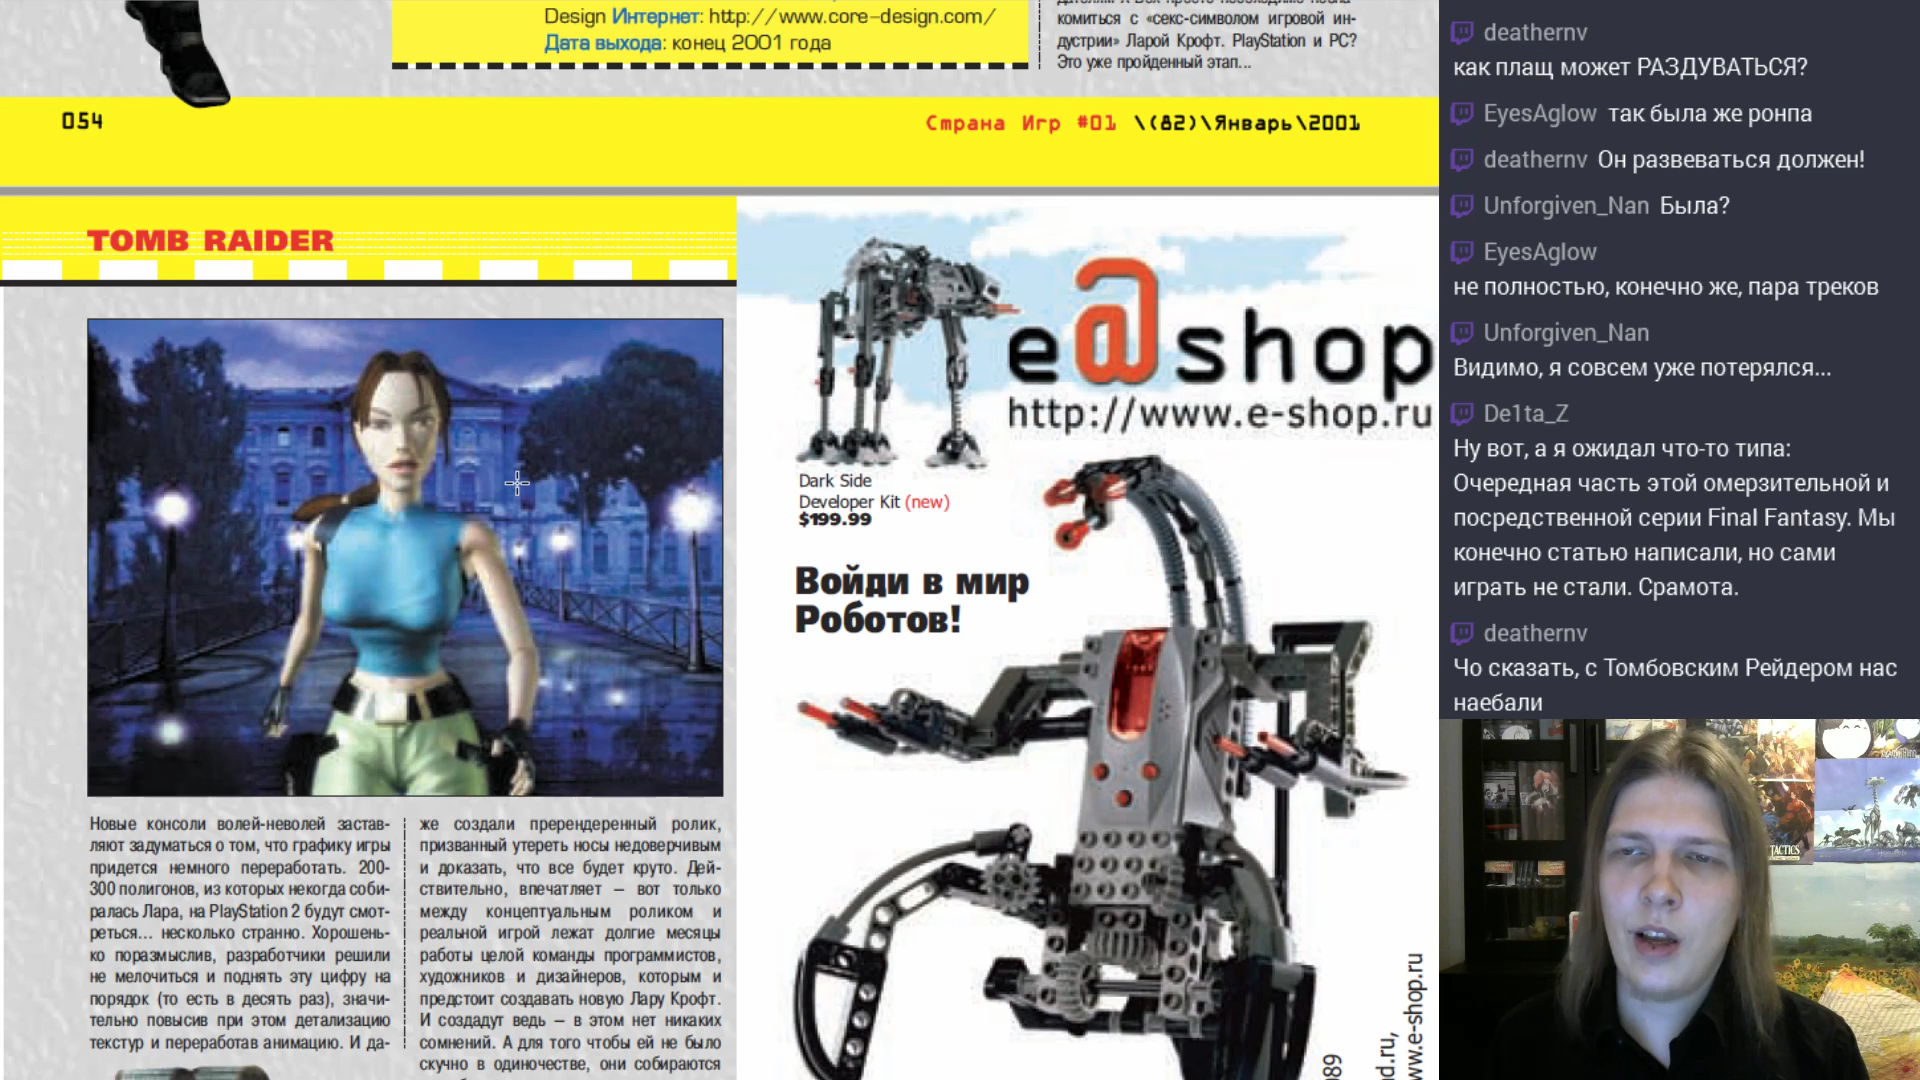 Design Интернет: http://www.core-design.com/
Дата выхода: конец 2001 года
комиться с «секс-символом игровой ин-
дустрии» Ларой Крофт. PlayStation и PC?
Это уже пройденный этап...
054
Страна Игр #01 \(82)\Январь\2001
TOMB RAIDER
Новые консоли волей-неволей застав-
ляют задуматься о том, что графику игры
придется немного переработать. 200-
300 полигонов, из которых некогда соби-
ралась Лара, на PlayStation 2 будут смот-
реться... несколько странно. Хорошень-
ко поразмыслив, разработчики решили
не мелочиться и поднять эту цифру на
порядок (то есть в десять раз), значи-
тельно повысив при этом детализацию
текстур и переработав анимацию. И да-
же создали пререндеренный ролик,
призванный утереть носы недоверчивым
и доказать, что все будет круто. Дей-
ствительно, впечатляет – вот только
между концептуальным роликом и
реальной игрой лежат долгие месяцы
работы целой команды программистов,
художников и дизайнеров, которым и
предстоит создавать новую Лару Крофт.
И создадут ведь – в этом нет никаких
сомнений. А для того чтобы ей не было
скучно в одиночестве, они собираются
e@shop
http://www.e-shop.ru
Dark Side
Developer Kit (new)
$199.99
Войди в мир
Роботов!
www.e-shop.ru
deathernv
как плащ может РАЗДУВАТЬСЯ?
EyesAglow так была же ронпа
deathernv Он развеваться должен!
Unforgiven_Nan Была?
EyesAglow
не полностью, конечно же, пара треков
Unforgiven_Nan
Видимо, я совсем уже потерялся...
De1ta_Z
Ну вот, а я ожидал что-то типа:
Очередная часть этой омерзительной и
посредственной серии Final Fantasy. Мы
конечно статью написали, но сами
играть не стали. Срамота.
deathernv
Чо сказать, с Томбовским Рейдером нас
наебали
TACTICS